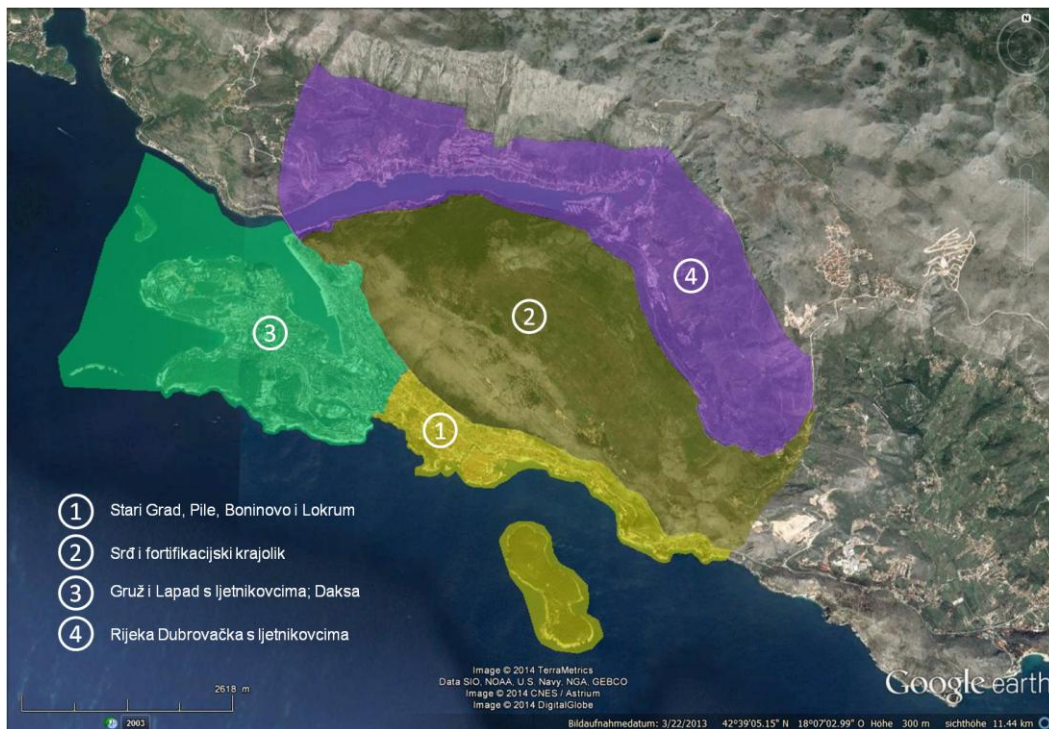 N
4
2
3
1
1 Stari Grad, Pile, Boninovo i Lokrum
2 Srđ i fortifikacijski krajolik
3 Gruž i Lapad s ljetnikovcima; Daksa
4 Rijeka Dubrovačka s ljetnikovcima
2618 m
2003
Image © 2014 TerraMetrics
Data SIO, NOAA, U.S. Navy, NGA, GEBCO
Image © 2014 CNES / Astrium
Image © 2014 DigitalGlobe
Google earth
Bildaufnahmedatum: 3/22/2013 42°39'05.15" N 18°07'02.99" O Höhe 300 m sichthöhe 11.44 km